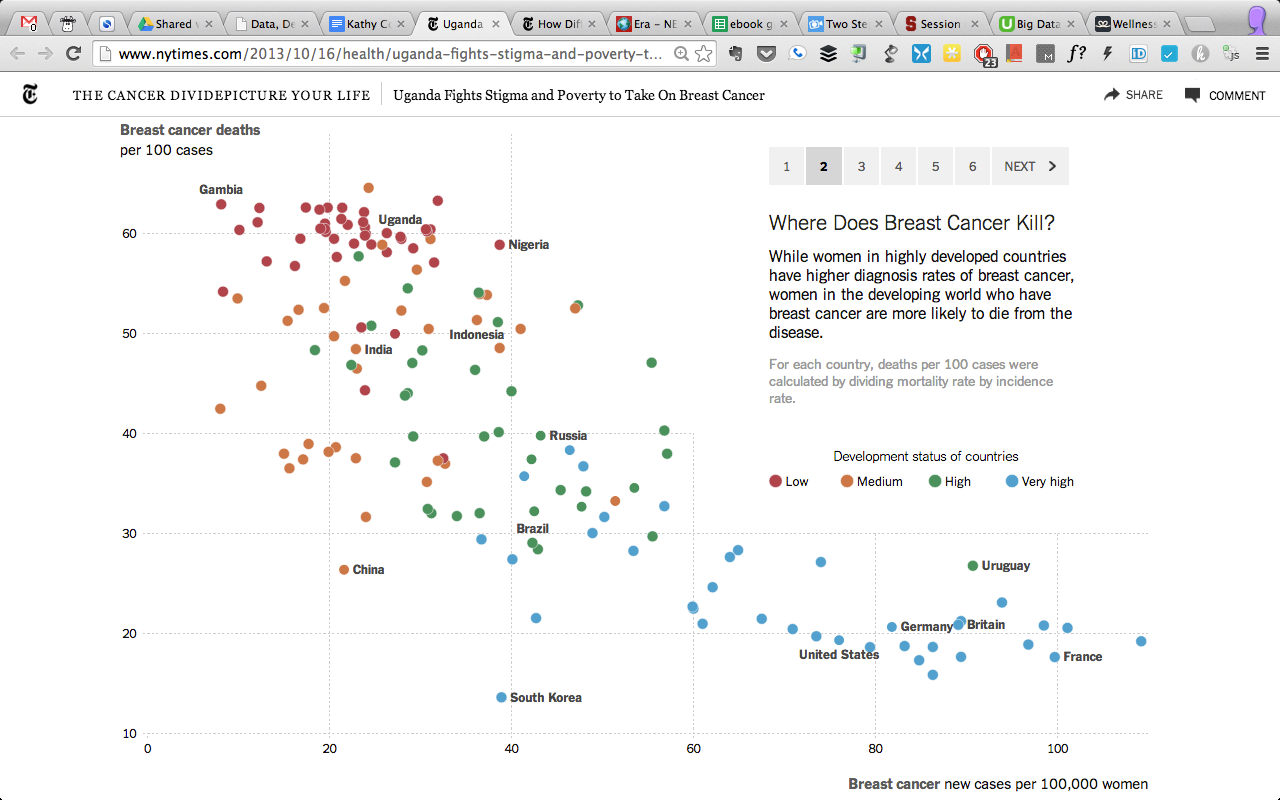 0
Shared
Data, De
Kathy C
Uganda
How Dif
Era – NE
ebook g
Two Ste
Session
Big Data
Wellnes
www.nytimes.com/2013/10/16/health/uganda-fights-stigma-and-poverty-t...
23
M
f?
ID
js
THE CANCER DIVIDEPICTURE YOUR LIFE
Uganda Fights Stigma and Poverty to Take On Breast Cancer
SHARE
COMMENT
Breast cancer deaths
per 100 cases
1 2 3 4 5 6 NEXT
Where Does Breast Cancer Kill?
While women in highly developed countries
have higher diagnosis rates of breast cancer,
women in the developing world who have
breast cancer are more likely to die from the
disease.
For each country, deaths per 100 cases were
calculated by dividing mortality rate by incidence
rate.
Development status of countries
Low Medium High Very high
Gambia
Uganda
Nigeria
Indonesia
India
Russia
Brazil
China
Uruguay
Germany
Britain
United States
France
South Korea
60
50
40
30
20
10
0 20 40 60 80 100
Breast cancer new cases per 100,000 women